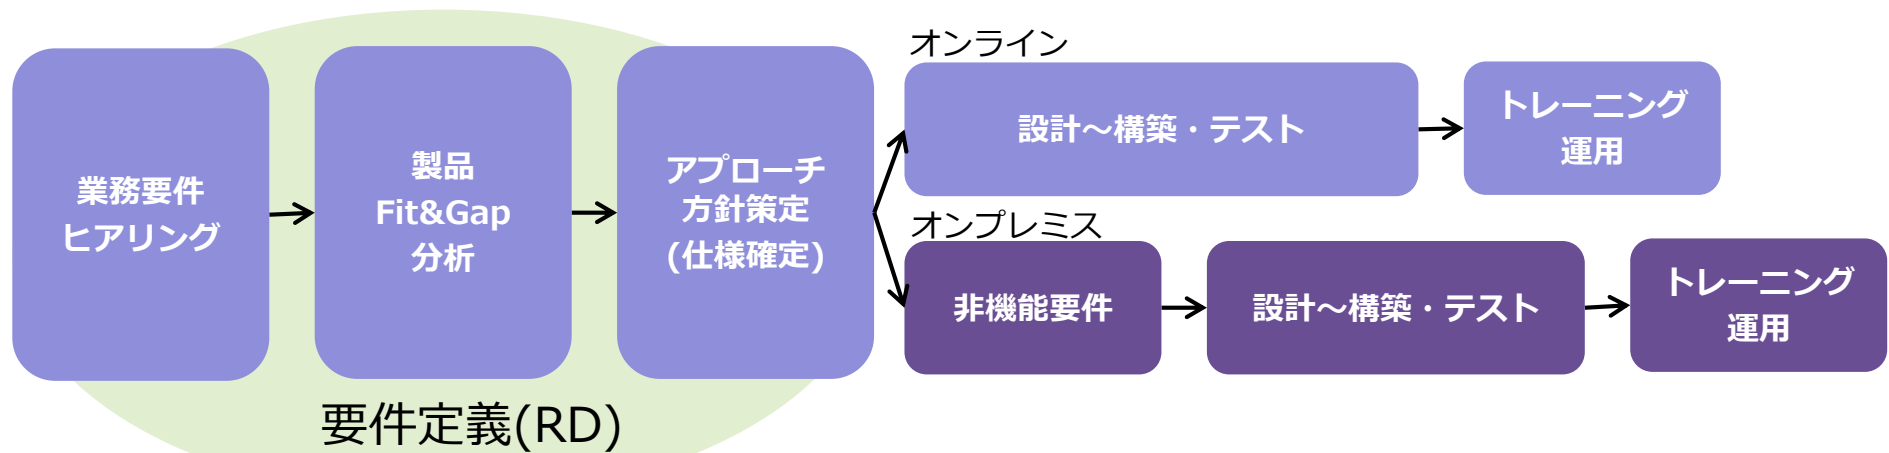 業務要件
ヒアリング
製品
Fit&Gap
分析
アプローチ
方針策定
(仕様確定)
要件定義(RD)
オンライン
設計～構築・テスト
トレーニング
運用
オンプレミス
非機能要件
設計～構築・テスト
トレーニング
運用